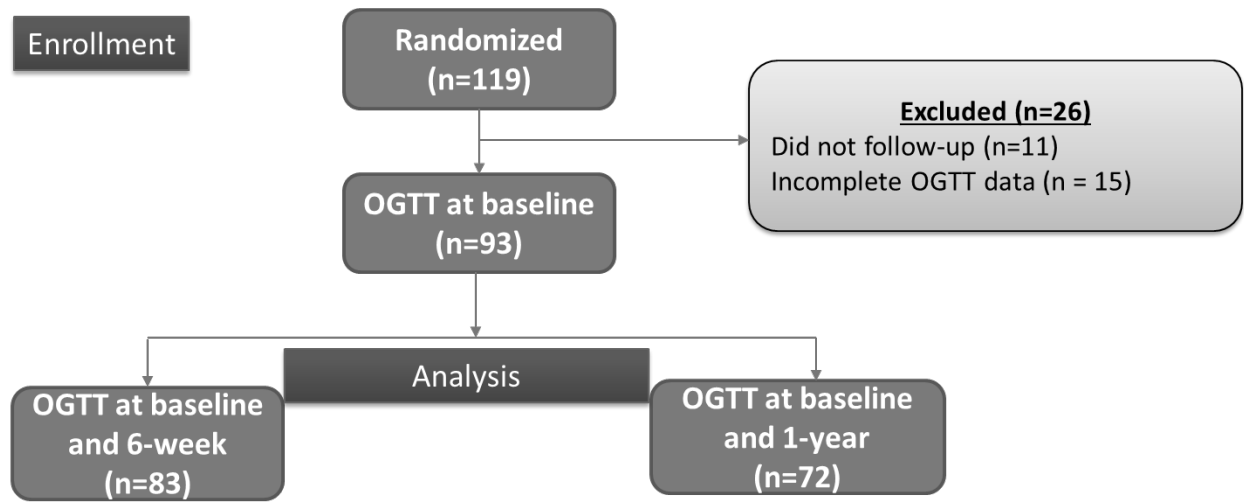 Enrollment
Randomized
(n=119)
Excluded (n=26)
Did not follow-up (n=11)
Incomplete OGTT data (n = 15)
OGTT at baseline
(n=93)
Analysis
OGTT at baseline
and 6-week
(n=83)
OGTT at baseline
and 1-year
(n=72)